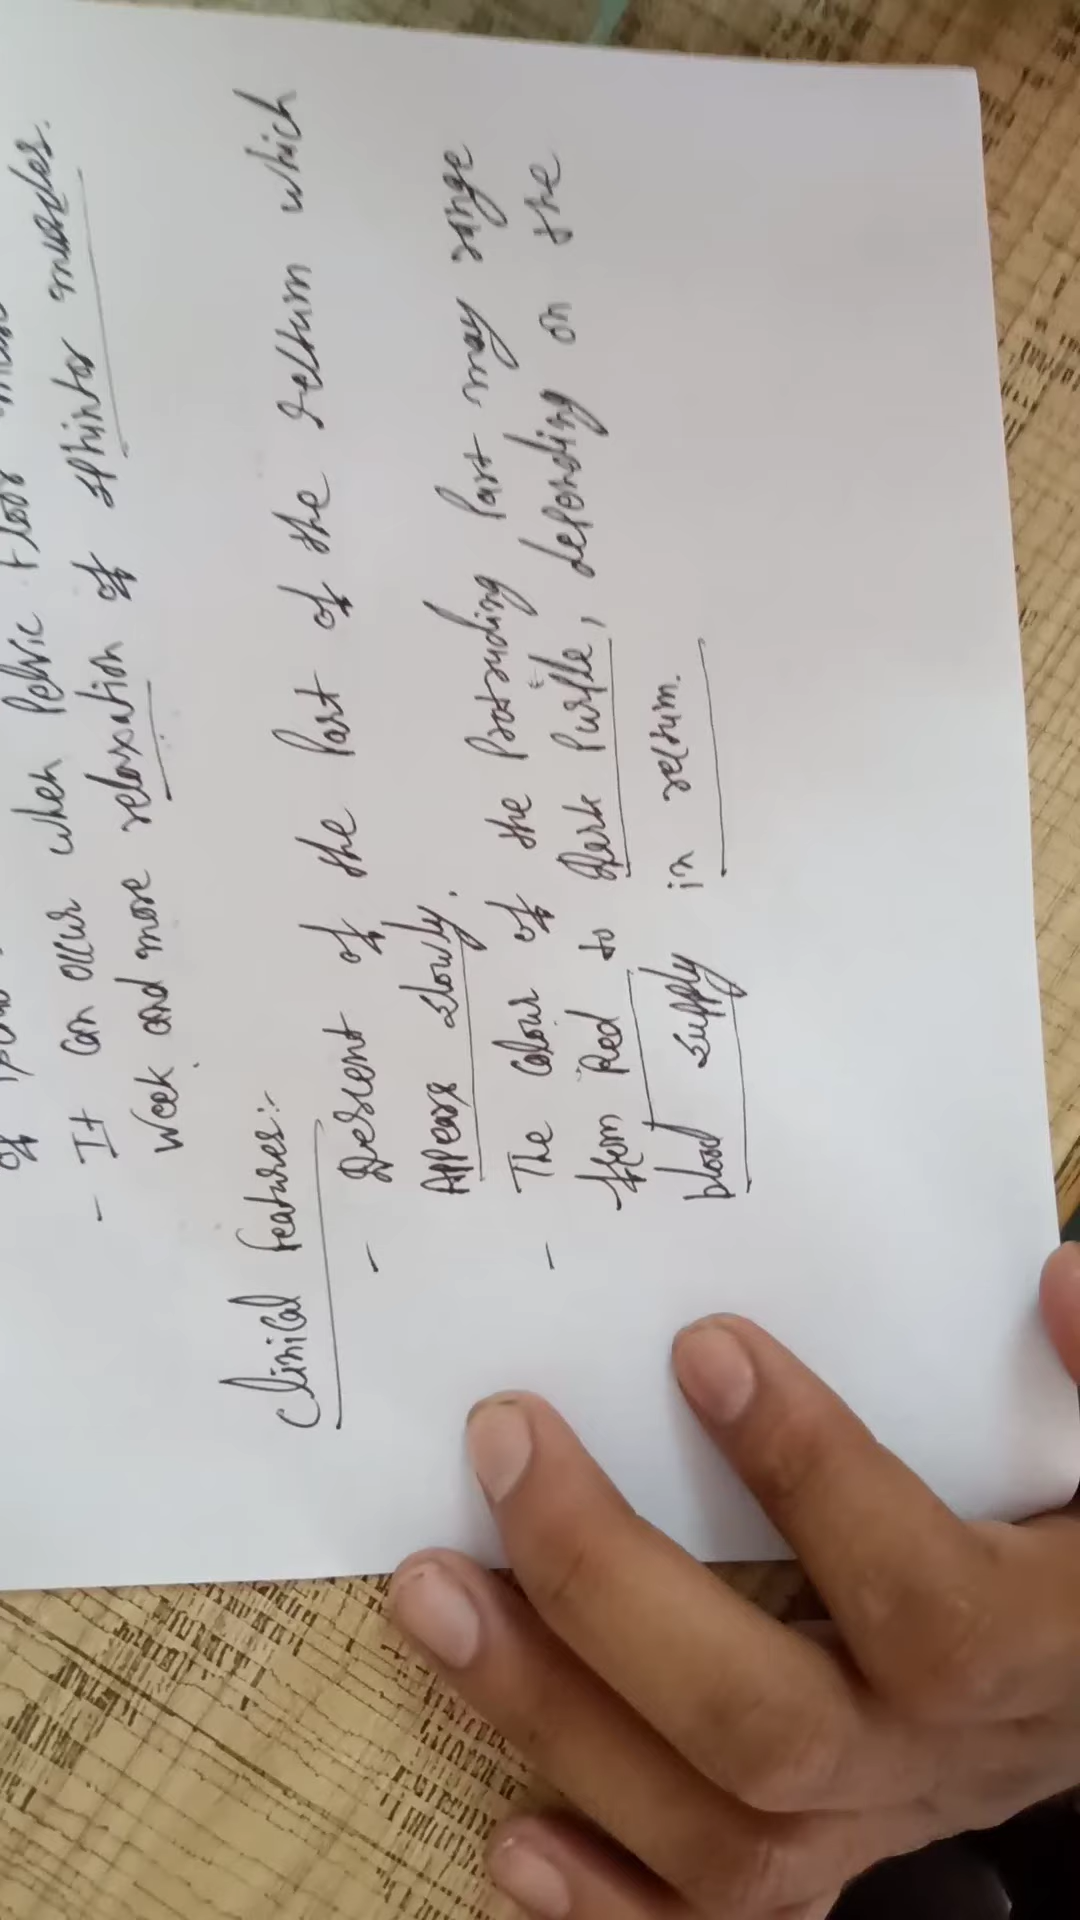 - It can occur when Pelvic floor
week and more relaxation of sphintor muscles.
Clinical features:-
- Descent of the Part of the rectum which
Appears slowly.
- The colour of the Protruding Part may range
from Red to Dark Purple, depending on the
blood supply in rectum.